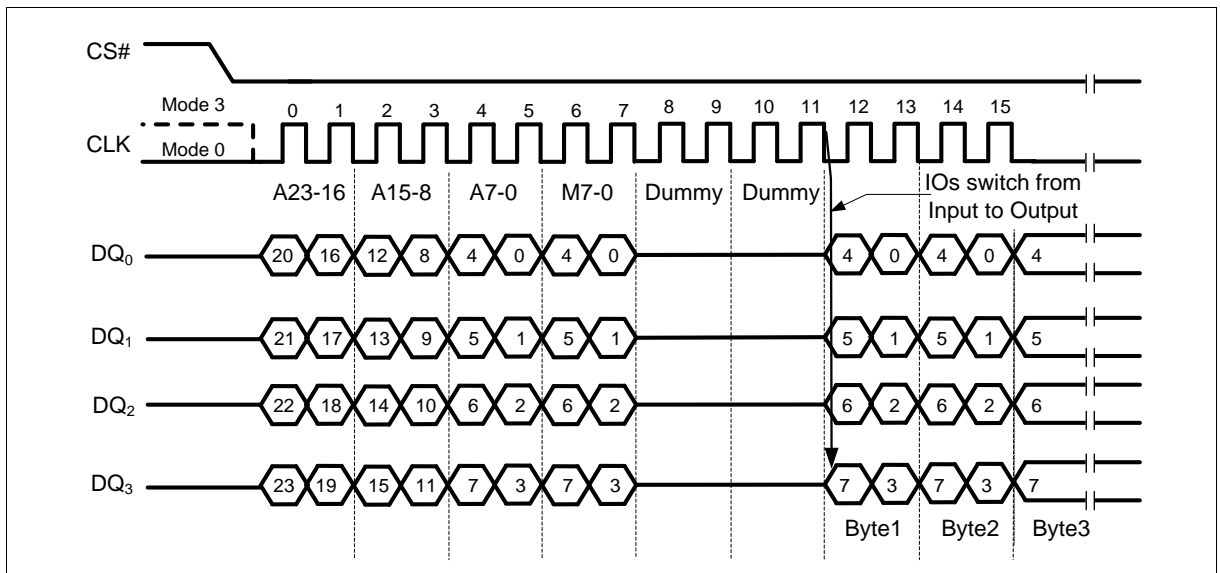 CS#
Mode 3
0 1 2 3 4 5 6 7 8 9 10 11 12 13 14 15
CLK
Mode 0
A23-16 A15-8 A7-0 M7-0 Dummy Dummy
IOs switch from
Input to Output
DQ0 20 16 12 8 4 0 4 0 4 0 4 0 4
DQ1 21 17 13 9 5 1 5 1 5 1 5 1 5
DQ2 22 18 14 10 6 2 6 2 6 2 6 2 6
DQ3 23 19 15 11 7 3 7 3 7 3 7 3 7
Byte1 Byte2 Byte3